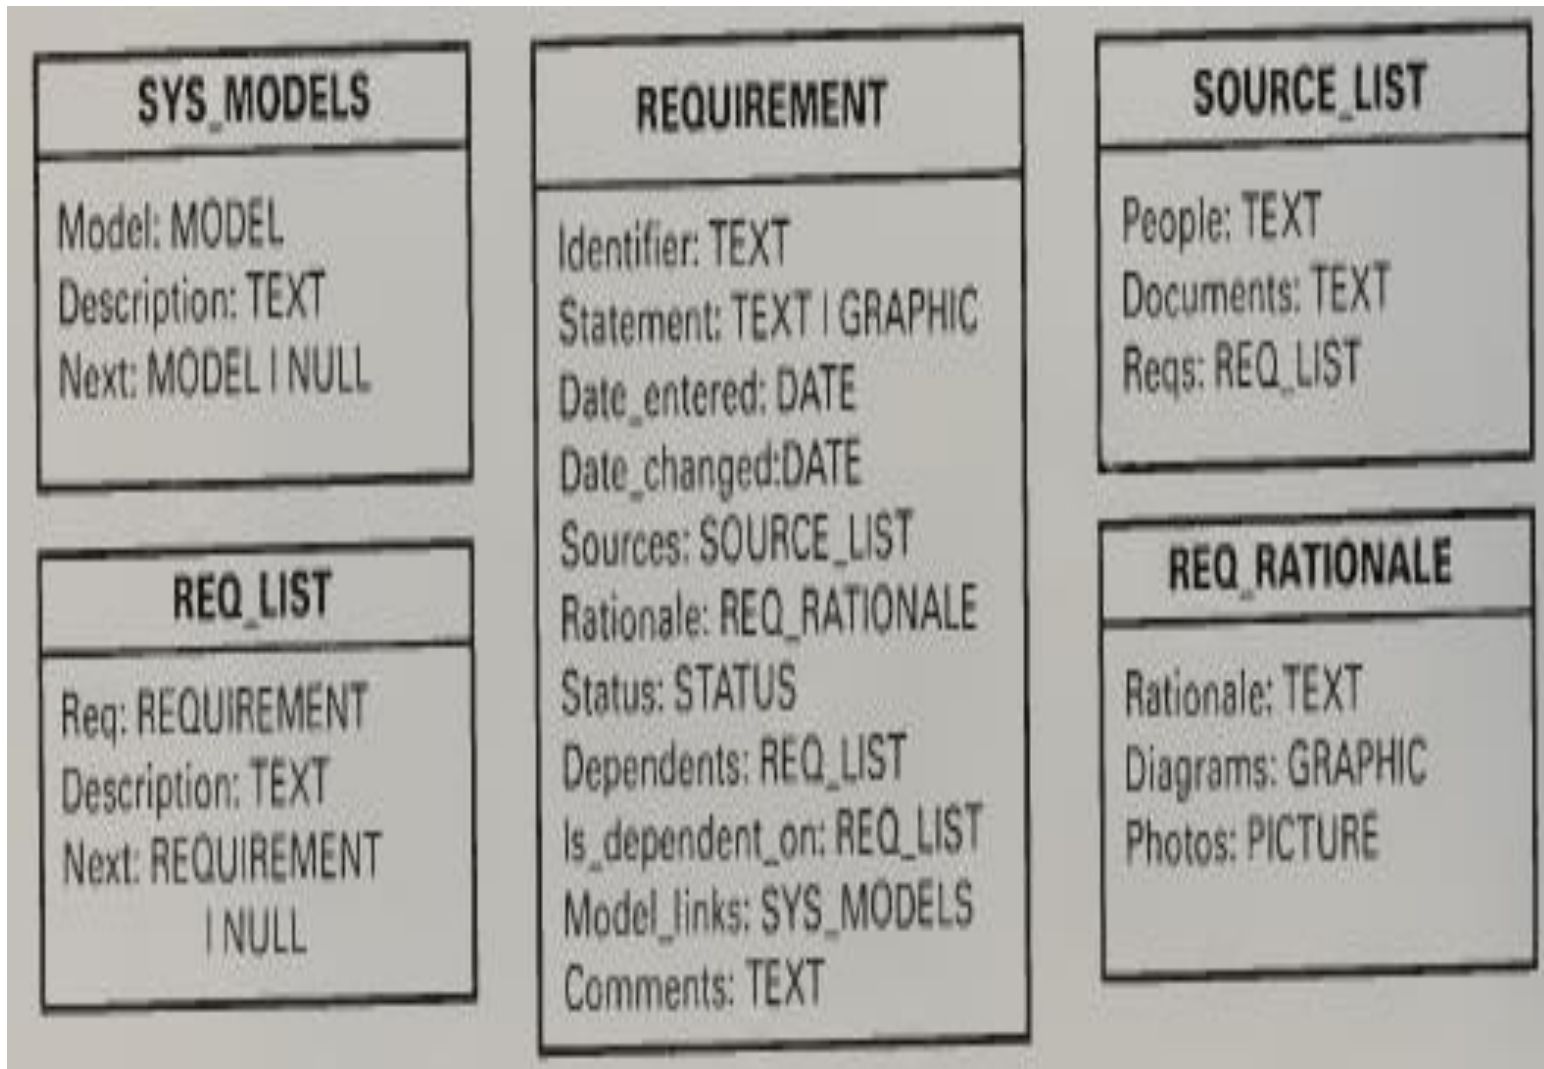 SYS_MODELS
Model: MODEL
Description: TEXT
Next: MODEL | NULL
REQ_LIST
Req: REQUIREMENT
Description: TEXT
Next: REQUIREMENT
| NULL
REQUIREMENT
Identifier: TEXT
Statement: TEXT | GRAPHIC
Date_entered: DATE
Date_changed:DATE
Sources: SOURCE_LIST
Rationale: REQ_RATIONALE
Status: STATUS
Dependents: REQ_LIST
Is_dependent_on: REQ_LIST
Model_links: SYS_MODELS
Comments: TEXT
SOURCE_LIST
People: TEXT
Documents: TEXT
Reqs: REQ_LIST
REQ_RATIONALE
Rationale: TEXT
Diagrams: GRAPHIC
Photos: PICTURE